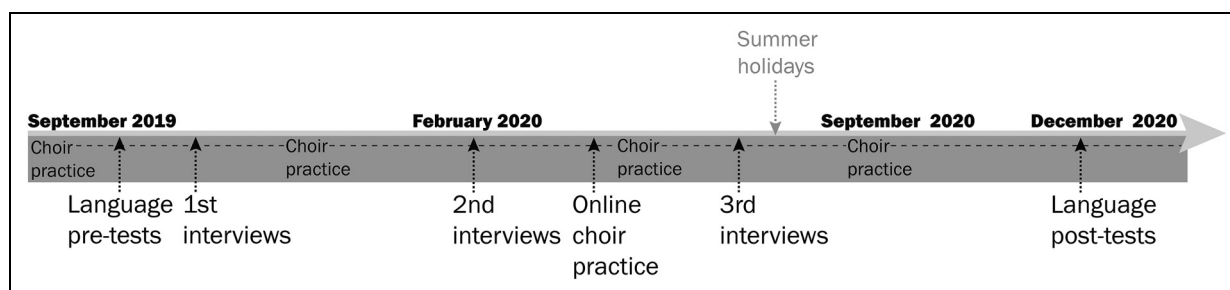 Summer
holidays
September 2019 February 2020 September 2020 December 2020
Choir Choir Choir Choir
practice practice practice practice
Language 1st 2nd Online 3rd Language
pre-tests interviews interviews choir interviews post-tests
practice